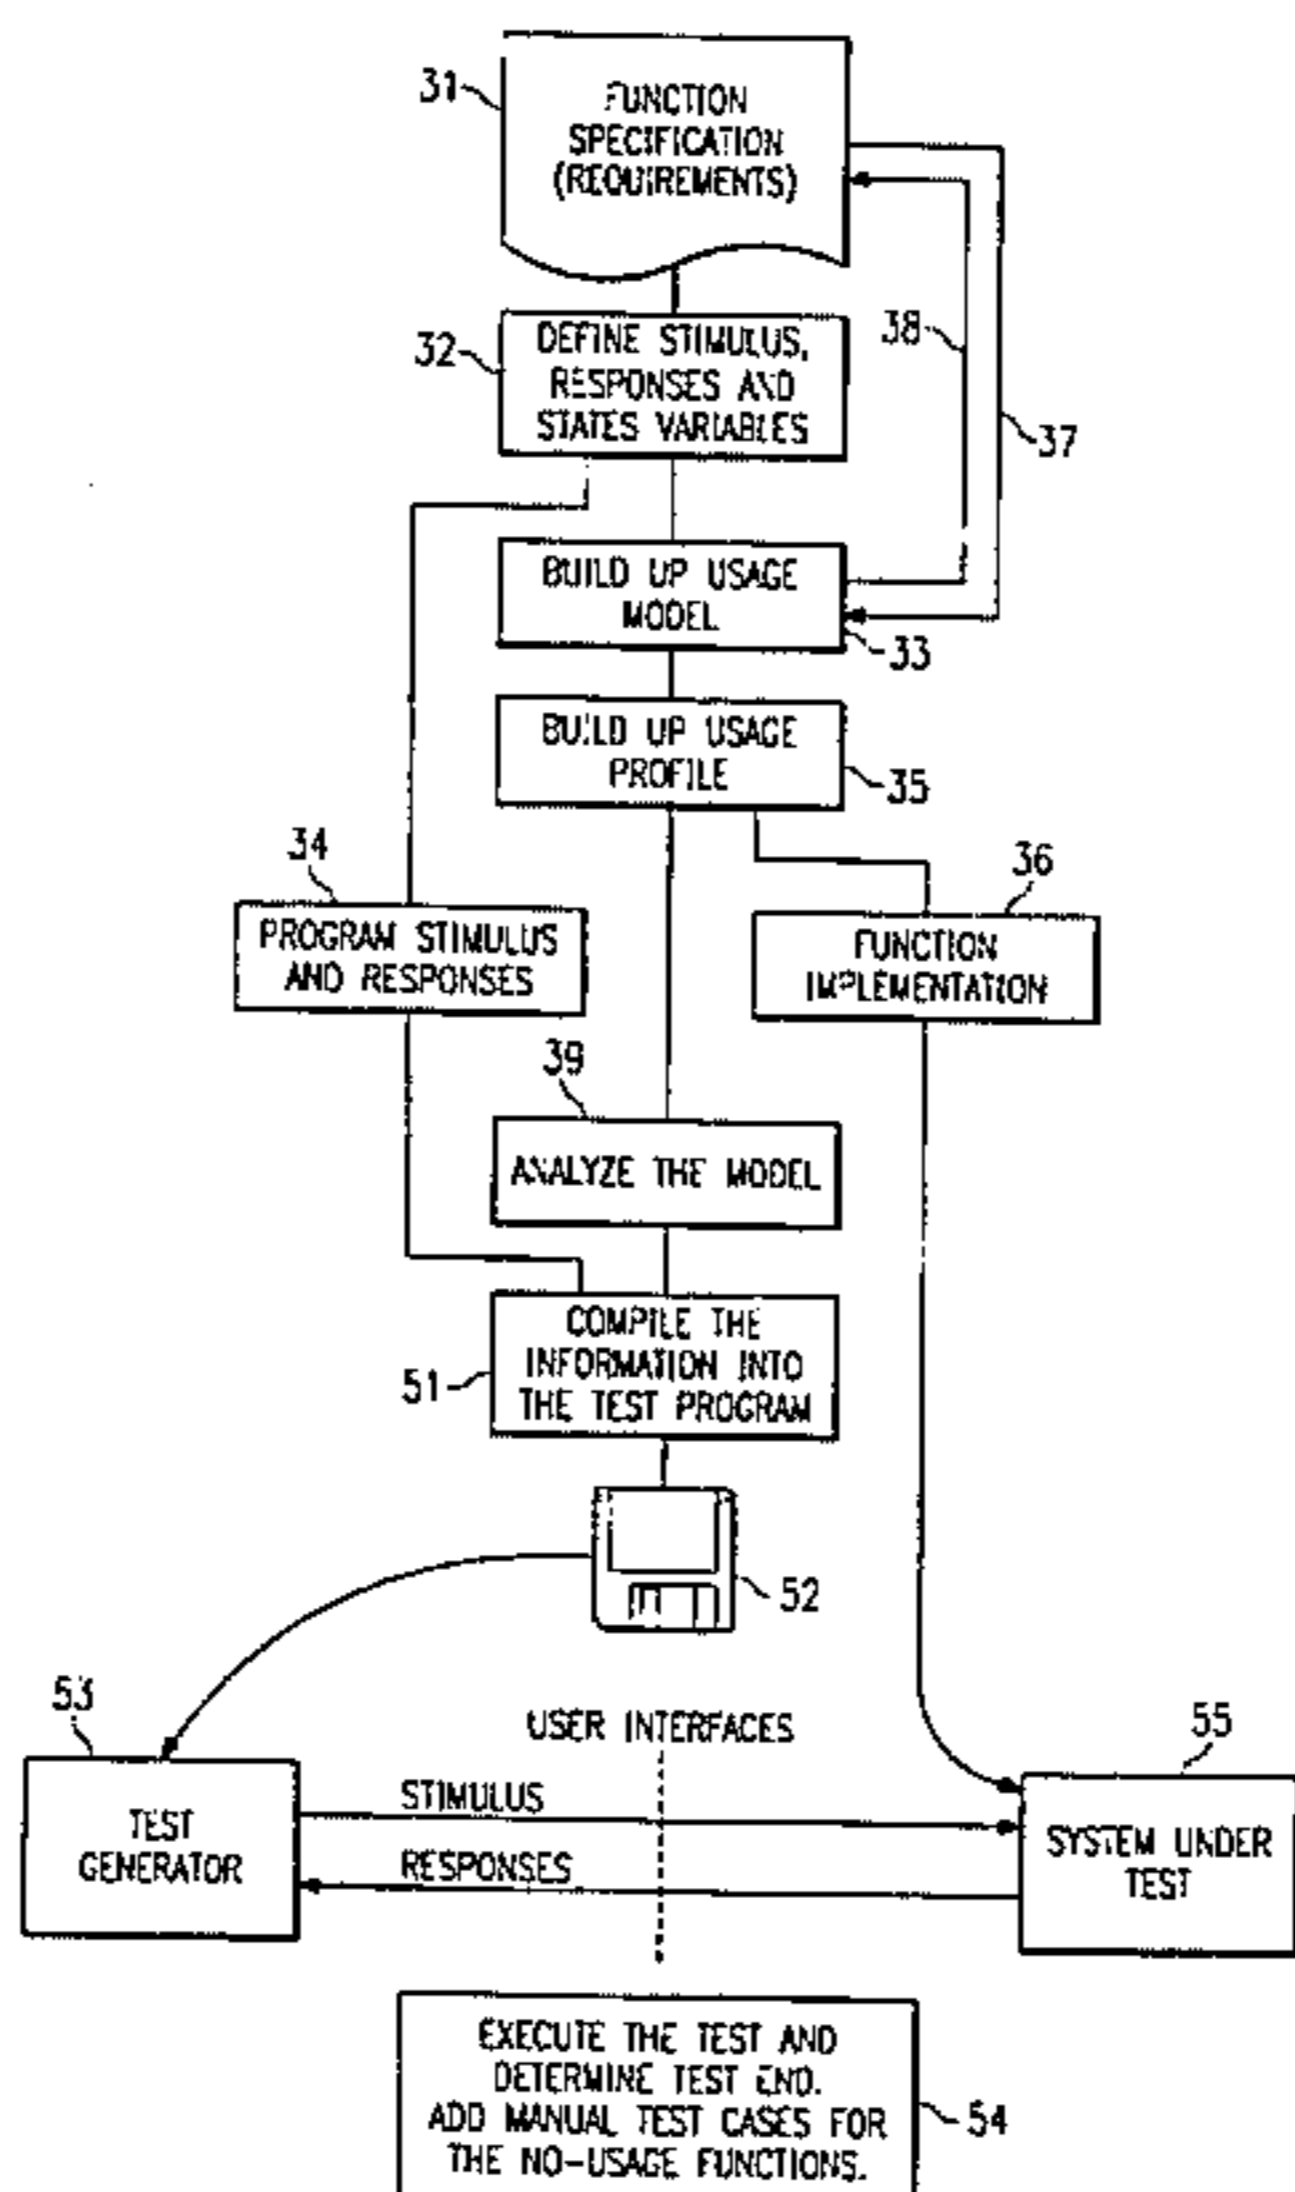 31
FUNCTION
SPECIFICATION
(REQUIREMENTS)
32
DEFINE STIMULUS,
RESPONSES AND
STATES VARIABLES
38
37
BUILD UP USAGE
MODEL
33
BUILD UP USAGE
PROFILE
35
34
PROGRAM STIMULUS
AND RESPONSES
36
FUNCTION
IMPLEMENTATION
39
ANALYZE THE MODEL
51
COMPILE THE
INFORMATION INTO
THE TEST PROGRAM
52
53
TEST
GENERATOR
USER INTERFACES
STIMULUS
RESPONSES
55
SYSTEM UNDER
TEST
EXECUTE THE TEST AND
DETERMINE TEST END.
ADD MANUAL TEST CASES FOR
THE NO-USAGE FUNCTIONS.
54